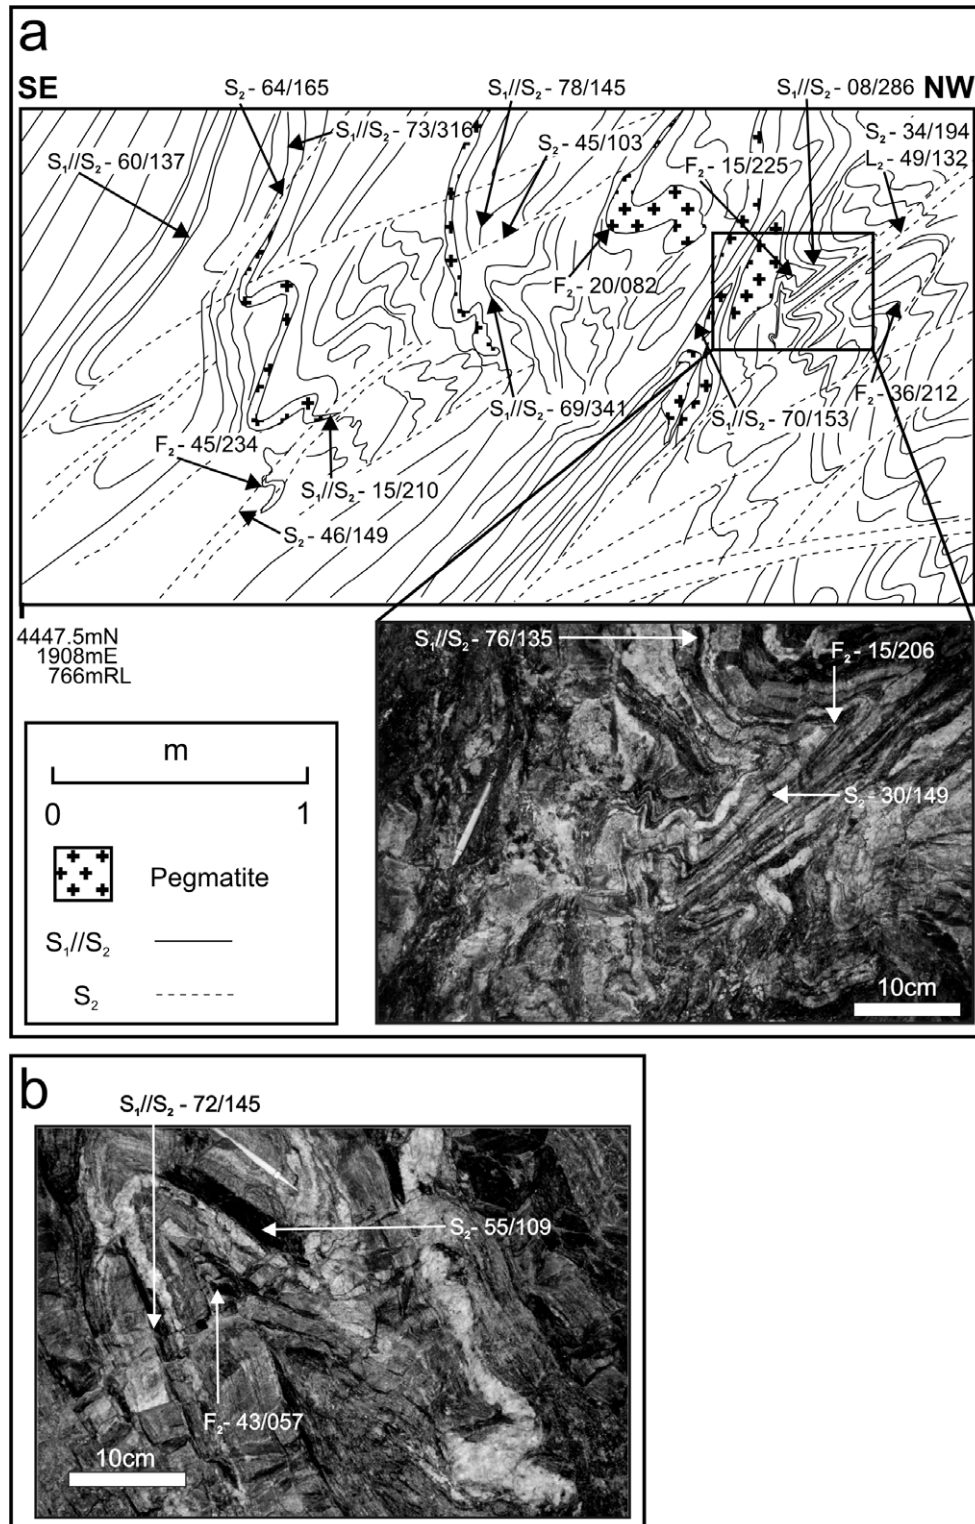 a
SE
NW
S₂ - 64/165
S₁//S₂ - 78/145
S₁//S₂ - 08/286
S₁//S₂ - 73/316
S₂ - 45/103
S₂ - 34/194
L₂ - 49/132
S₁//S₂ - 60/137
F₂ - 15/225
F₂ - 20/082
F₂ - 36/212
S₁//S₂ - 69/341
S₁//S₂ - 70/153
F₂ - 45/234
S₁//S₂ - 15/210
S₂ - 46/149
4447.5mN
1908mE
766mRL
S₁//S₂ - 76/135
F₂ - 15/206
S₂ - 30/149
10cm
m
0 1
Pegmatite
S₁//S₂
S₂
b
S₁//S₂ - 72/145
S₂- 55/109
F₂- 43/057
10cm